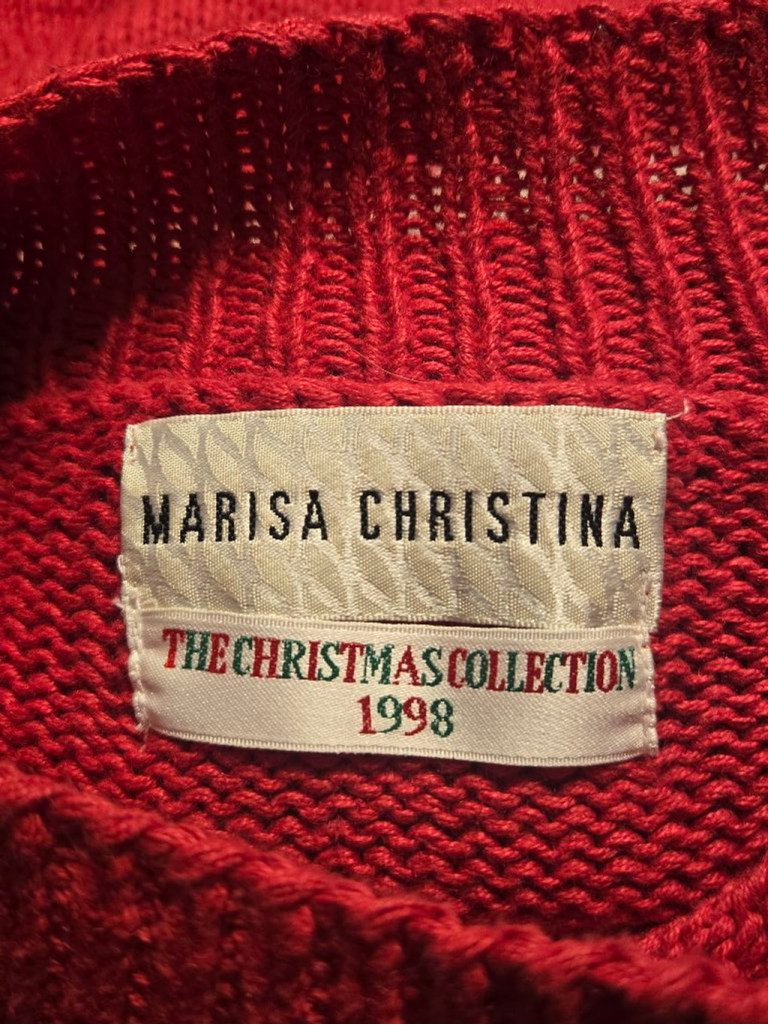 MARISA CHRISTINA
THE CHRISTMAS COLLECTION
1998